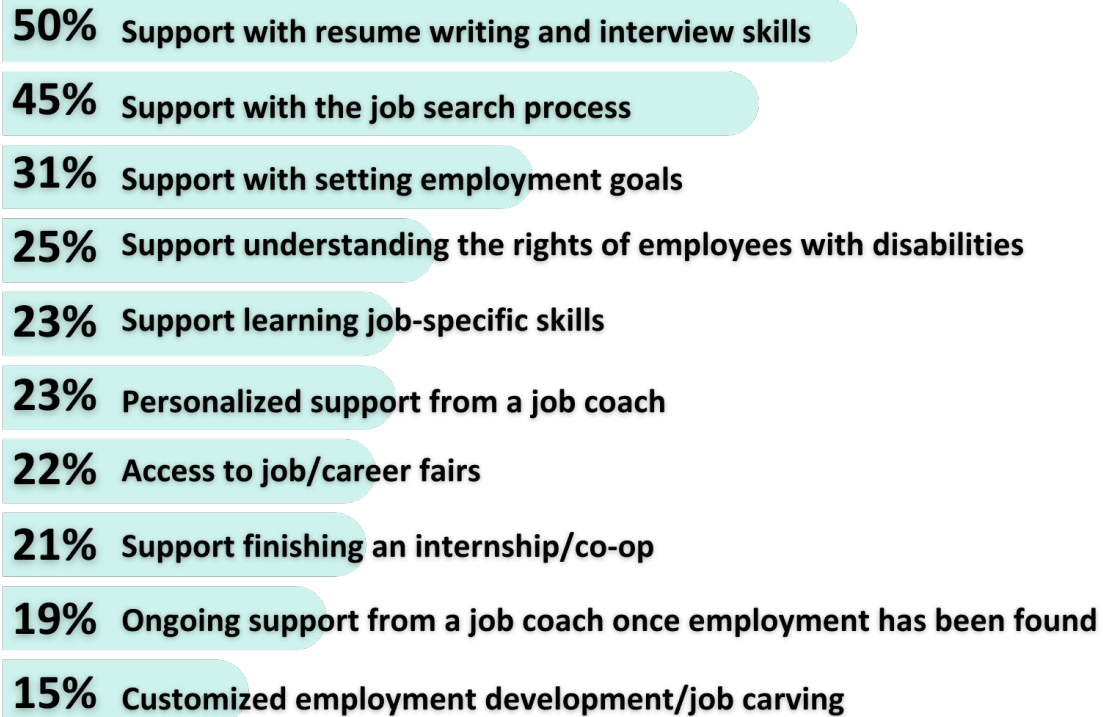 50% Support with resume writing and interview skills
45% Support with the job search process
31% Support with setting employment goals
25% Support understanding the rights of employees with disabilities
23% Support learning job-specific skills
23% Personalized support from a job coach
22% Access to job/career fairs
21% Support finishing an internship/co-op
19% Ongoing support from a job coach once employment has been found
15% Customized employment development/job carving